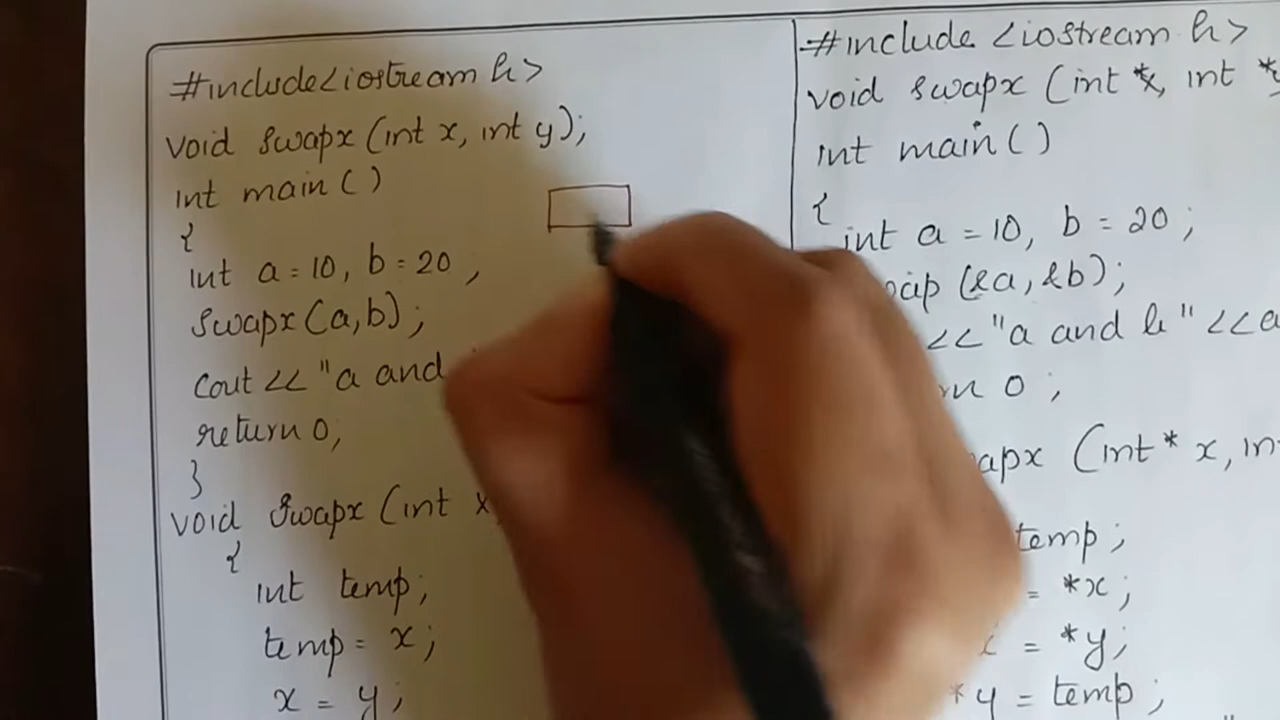 #include<iostream h>
void swapx (int x, int y);
int main ( )
{
int a = 10, b = 20 ,
Swapx (a,b);
Cout << "a and
return 0,
}
void Swapx (int x
{
int temp;
temp = x ;
x = y ;
#include <iostream h>
void swapx (int *x, int *
int main ( )
{
int a = 10, b = 20 ;
(&a, &b);
<< "a and b" << a
0 ;
(int* x, in
temp ;
= *x ;
= *y;
*y = temp ;